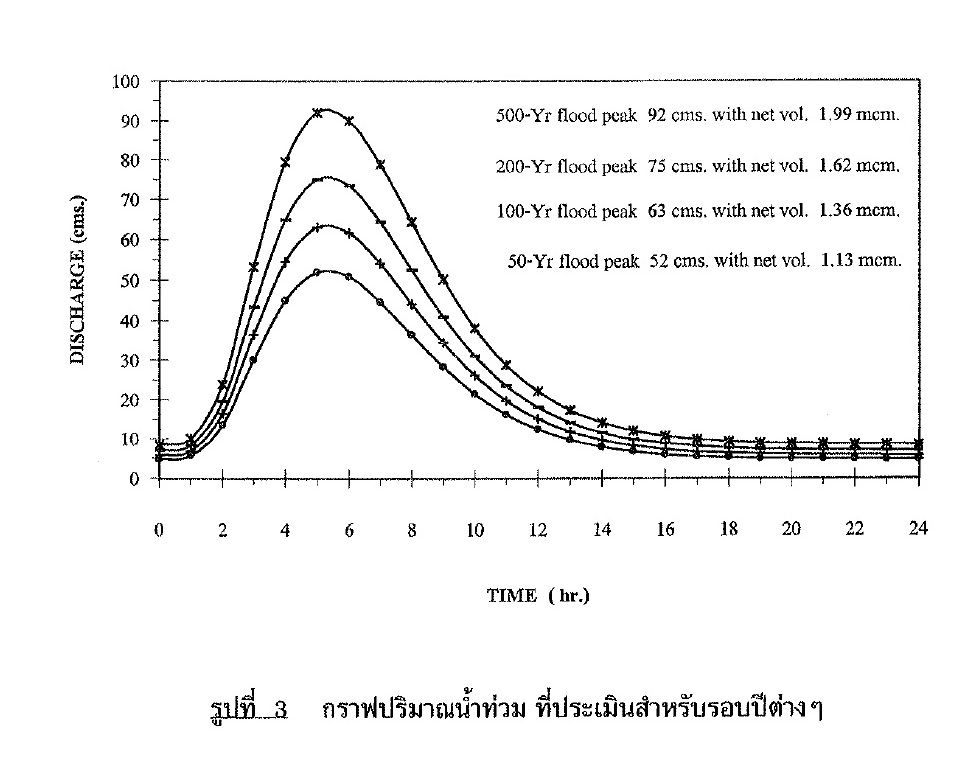 100
90
80
70
60
50
40
30
20
10
0
DISCHARGE (cms.)
500-Yr flood peak 92 cms. with net vol. 1.99 mcm.
200-Yr flood peak 75 cms. with net vol. 1.62 mcm.
100-Yr flood peak 63 cms. with net vol. 1.36 mcm.
50-Yr flood peak 52 cms. with net vol. 1.13 mcm.
0 2 4 6 8 10 12 14 16 18 20 22 24
TIME ( hr.)
รูปที่ 3 กราฟปริมาณน้ำท่วม ที่ประเมินสำหรับรอบปีต่างๆ